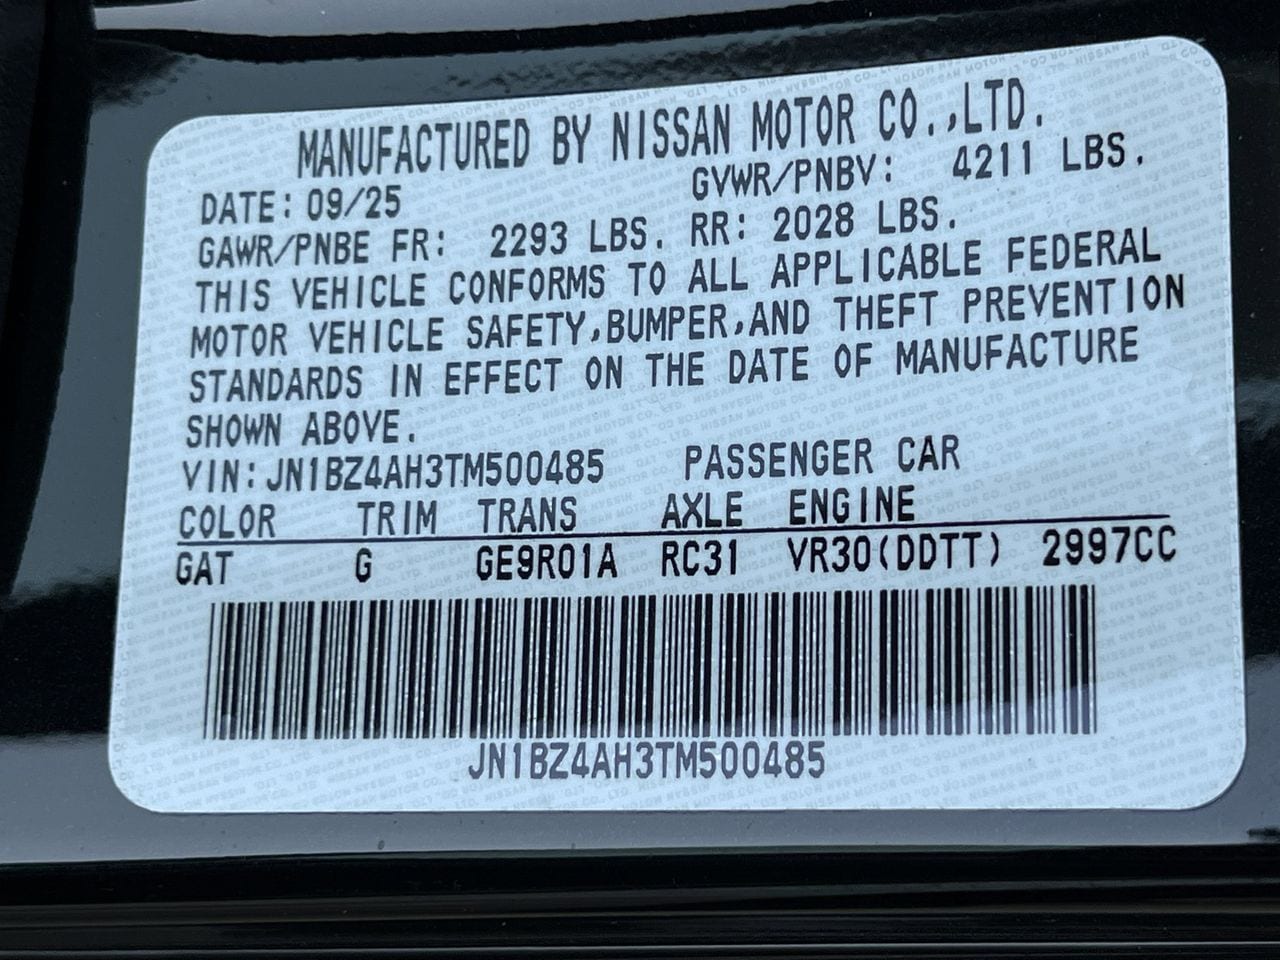 MANUFACTURED BY NISSAN MOTOR CO.,LTD.
DATE: 09/25 GVWR/PNBV: 4211 LBS.
GAWR/PNBE FR: 2293 LBS. RR: 2028 LBS.
THIS VEHICLE CONFORMS TO ALL APPLICABLE FEDERAL
MOTOR VEHICLE SAFETY,BUMPER,AND THEFT PREVENTION
STANDARDS IN EFFECT ON THE DATE OF MANUFACTURE
SHOWN ABOVE.
VIN:JN1BZ4AH3TM500485 PASSENGER CAR
COLOR TRIM TRANS AXLE ENGINE
GAT G GE9R01A RC31 VR30(DDTT) 2997CC
JN1BZ4AH3TM500485